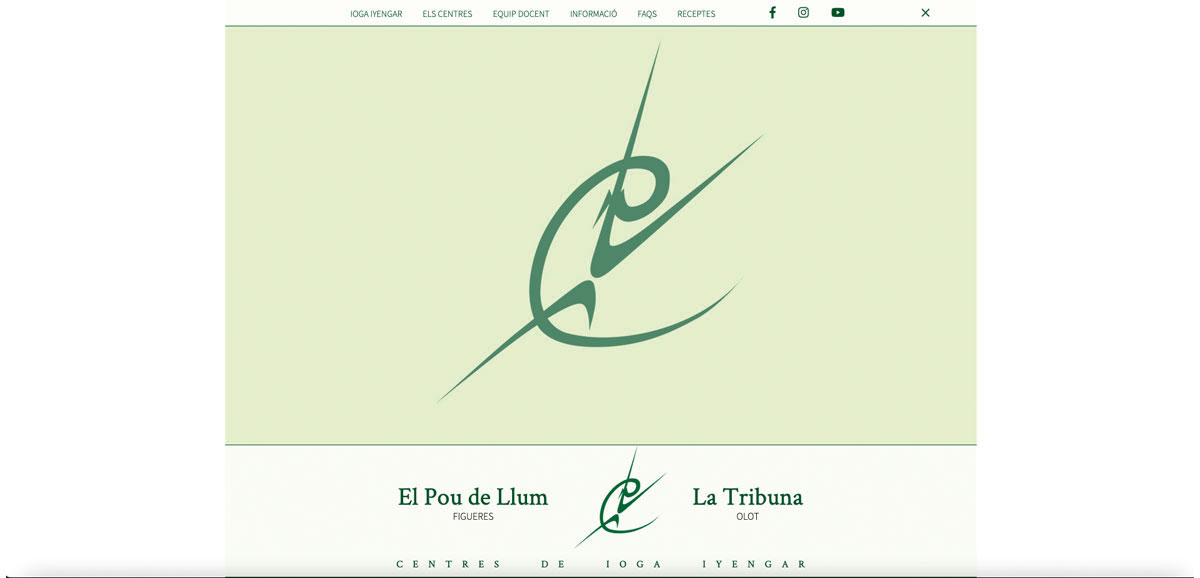 IOGA IYENGAR ELS CENTRES EQUIP DOCENT INFORMACIÓ FAQS RECEPTES
El Pou de Llum La Tribuna
FIGUERES OLOT
CENTRES DE IOGA IYENGAR